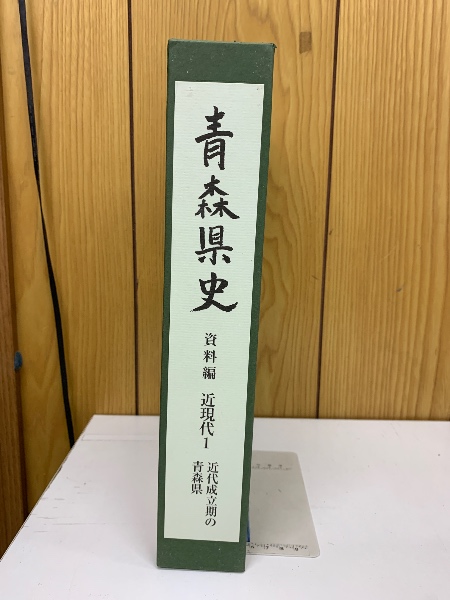 青森県史
資料編
近現代1
近代成立期の
青森県